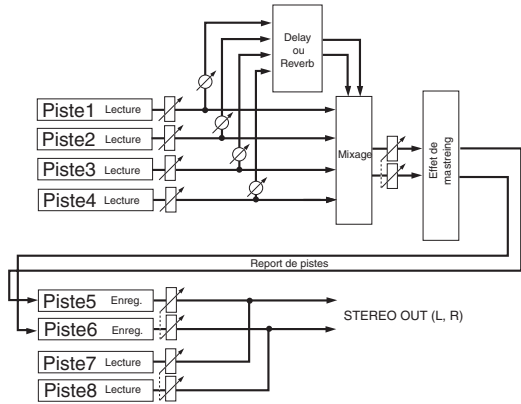 Delay
ou
Reverb
Piste1 Lecture
Piste2 Lecture
Piste3 Lecture
Piste4 Lecture
Mixage
Effet de
mastreing
Report de pistes
Piste5 Enreg.
Piste6 Enreg.
STEREO OUT (L, R)
Piste7 Lecture
Piste8 Lecture